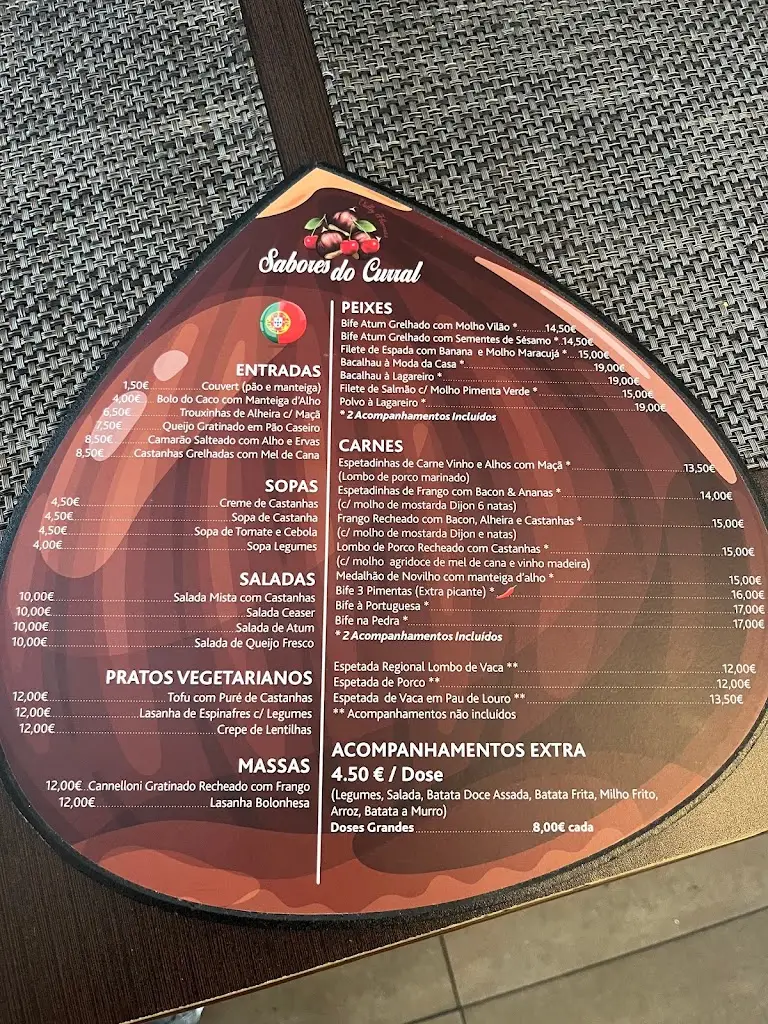 Sabores do Curral
ENTRADAS
1,50€ Couvert (pão e manteiga)
4,00€ Bolo do Caco com Manteiga d'Alho
6,50€ Trouxinhas de Alheira c/ Maçã
7,50€ Queijo Gratinado em Pão Caseiro
8,50€ Camarão Salteado com Alho e Ervas
8,50€ Castanhas Grelhadas com Mel de Cana
SOPAS
4,50€ Creme de Castanhas
4,50€ Sopa de Castanha
4,50€ Sopa de Tomate e Cebola
4,00€ Sopa Legumes
SALADAS
10,00€ Salada Mista com Castanhas
10,00€ Salada Ceaser
10,00€ Salada de Atum
10,00€ Salada de Queijo Fresco
PRATOS VEGETARIANOS
12,00€ Tofu com Puré de Castanhas
12,00€ Lasanha de Espinafres c/ Legumes
12,00€ Crepe de Lentilhas
MASSAS
12,00€ Cannelloni Gratinado Recheado com Frango
12,00€ Lasanha Bolonhesa
PEIXES
Bife Atum Grelhado com Molho Vilão * 14,50€
Bife Atum Grelhado com Sementes de Sésamo * 14,50€
Filete de Espada com Banana e Molho Maracujá * 15,00€
Bacalhau à Moda da Casa * 19,00€
Bacalhau à Lagareiro * 19,00€
Filete de Salmão c/ Molho Pimenta Verde * 15,00€
Polvo à Lagareiro * 19,00€
* 2 Acompanhamentos Incluídos
CARNES
Espetadinhas de Carne Vinho e Alhos com Maçã * 13,50€
(Lombo de porco marinado)
Espetadinhas de Frango com Bacon & Ananas * 14,00€
(c/ molho de mostarda Dijon 6 natas)
Frango Recheado com Bacon, Alheira e Castanhas * 15,00€
(c/ molho de mostarda Dijon e natas)
Lombo de Porco Recheado com Castanhas * 15,00€
(c/ molho agridoce de mel de cana e vinho madeira)
Medalhão de Novilho com manteiga d'alho * 15,00€
Bife 3 Pimentas (Extra picante) * 16,00€
Bife à Portuguesa * 17,00€
Bife na Pedra * 17,00€
* 2 Acompanhamentos Incluídos
Espetada Regional Lombo de Vaca ** 12,00€
Espetada de Porco ** 12,00€
Espetada de Vaca em Pau de Louro ** 13,50€
** Acompanhamentos não incluidos
ACOMPANHAMENTOS EXTRA
4.50 € / Dose
(Legumes, Salada, Batata Doce Assada, Batata Frita, Milho Frito,
Arroz, Batata a Murro)
Doses Grandes 8,00€ cada